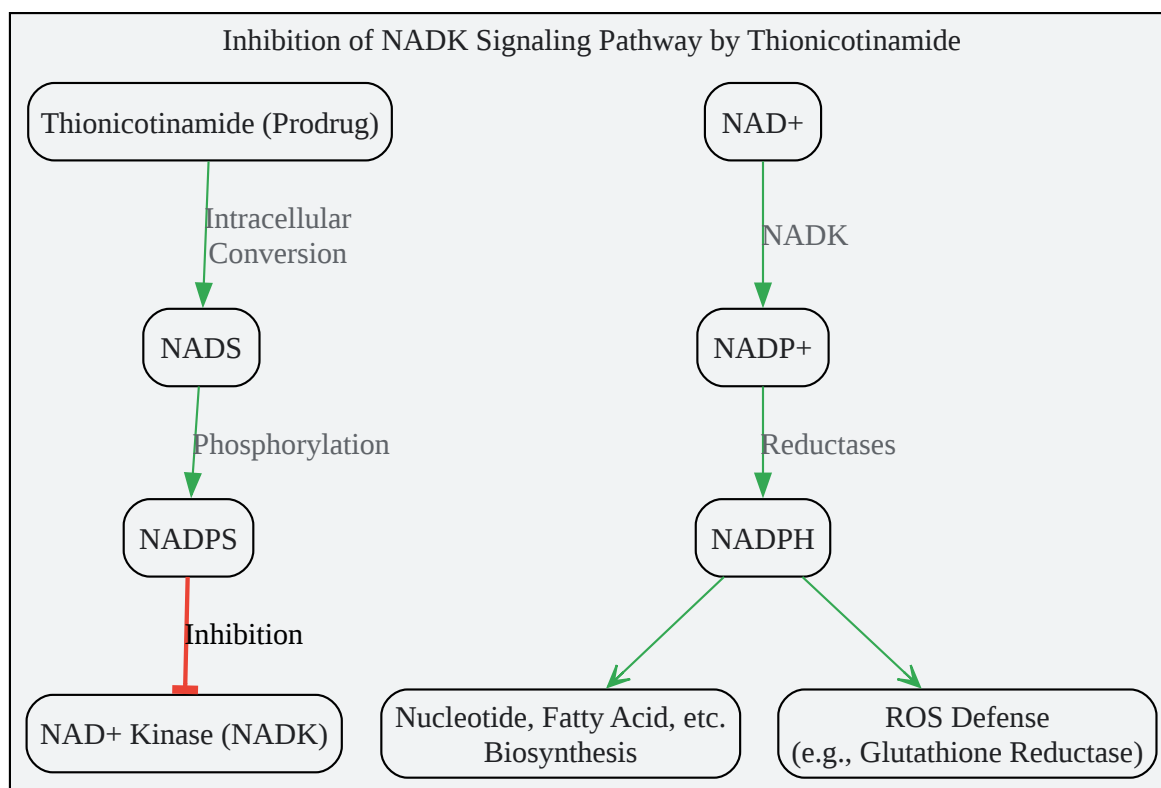 Inhibition of NADK Signaling Pathway by Thionicotinamide
Thionicotinamide (Prodrug)
NAD+
Intracellular
Conversion
NADK
NADS
NADP+
Phosphorylation
Reductases
NADPS
NADPH
Inhibition
NAD+ Kinase (NADK)
Nucleotide, Fatty Acid, etc.
Biosynthesis
ROS Defense
(e.g., Glutathione Reductase)